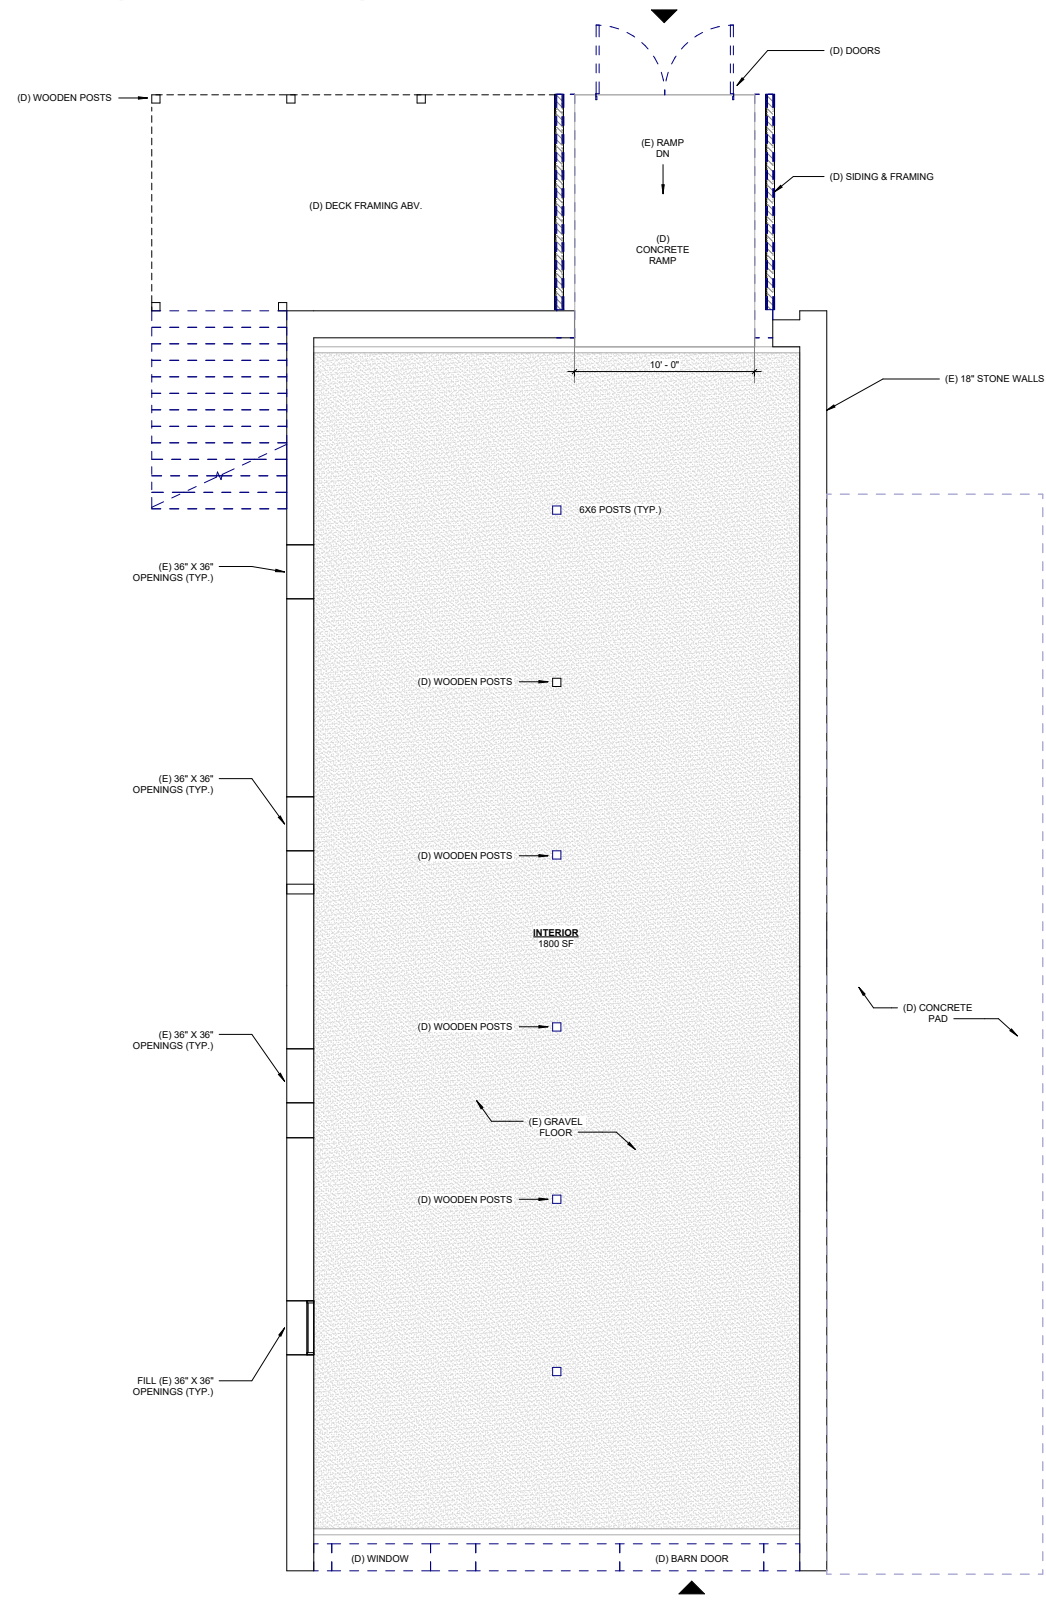 (D) DOORS
(D) WOODEN POSTS
(E) RAMP
DN
(D) SIDING & FRAMING
(D) DECK FRAMING ABV.
(D)
CONCRETE
RAMP
10' - 0"
(E) 18" STONE WALLS
6X6 POSTS (TYP.)
(E) 36" X 36"
OPENINGS (TYP.)
(D) WOODEN POSTS
(E) 36" X 36"
OPENINGS (TYP.)
(D) WOODEN POSTS
INTERIOR
1800 SF
(D) CONCRETE
PAD
(D) WOODEN POSTS
(E) 36" X 36"
OPENINGS (TYP.)
(E) GRAVEL
FLOOR
(D) WOODEN POSTS
FILL (E) 36" X 36"
OPENINGS (TYP.)
(D) WINDOW
(D) BARN DOOR